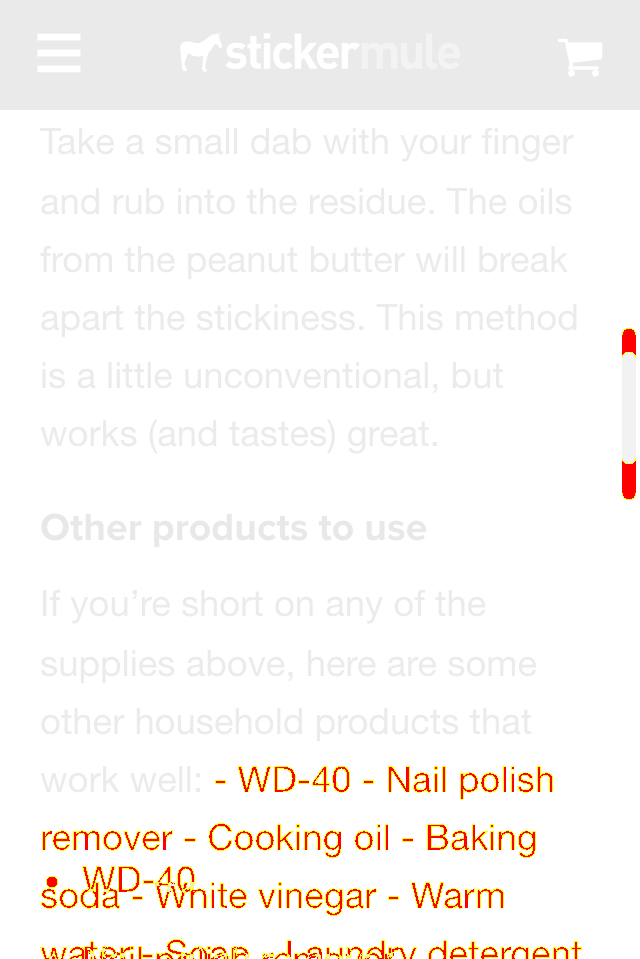 stickermule
Take a small dab with your finger
and rub into the residue. The oils
from the peanut butter will break
apart the stickiness. This method
is a little unconventional, but
works (and tastes) great.
Other products to use
If you’re short on any of the
supplies above, here are some
other household products that
work well: - WD-40 - Nail polish
remover - Cooking oil - Baking
• WD-40
soda - White vinegar - Warm
water - Soap - Laundry detergent